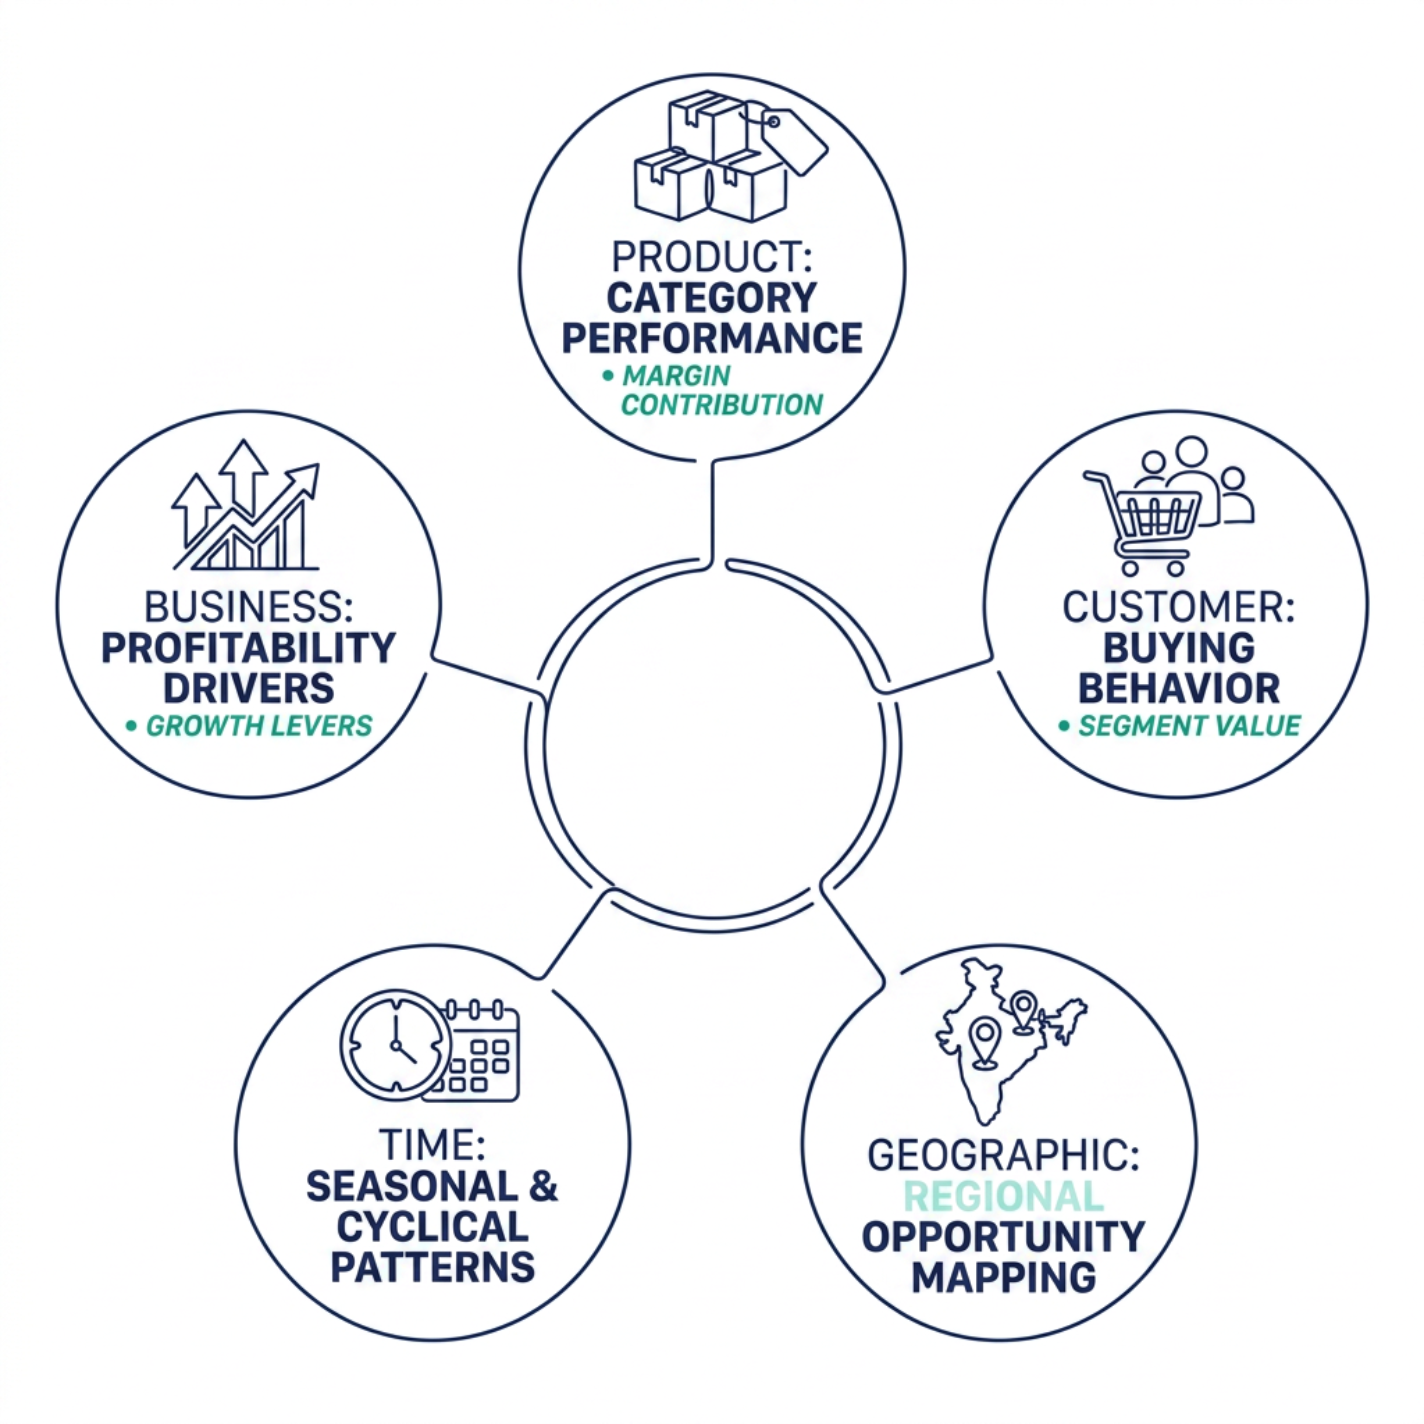 PRODUCT:
CATEGORY
PERFORMANCE
• MARGIN
CONTRIBUTION
BUSINESS:
PROFITABILITY
DRIVERS
• GROWTH LEVERS
CUSTOMER:
BUYING
BEHAVIOR
• SEGMENT VALUE
TIME:
SEASONAL &
CYCLICAL
PATTERNS
GEOGRAPHIC:
REGIONAL
OPPORTUNITY
MAPPING